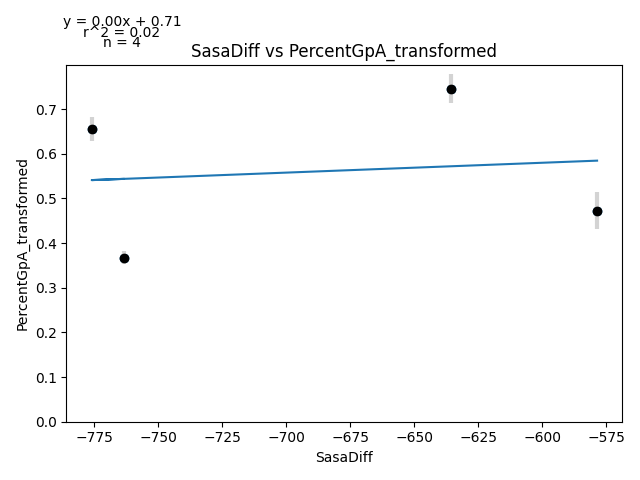 y = 0.00x + 0.71
r^2 = 0.02
n = 4
SasaDiff vs PercentGpA_transformed
PercentGpA_transformed
0.7
0.6
0.5
0.4
0.3
0.2
0.1
0.0
−775 −750 −725 −700 −675 −650 −625 −600 −575
SasaDiff